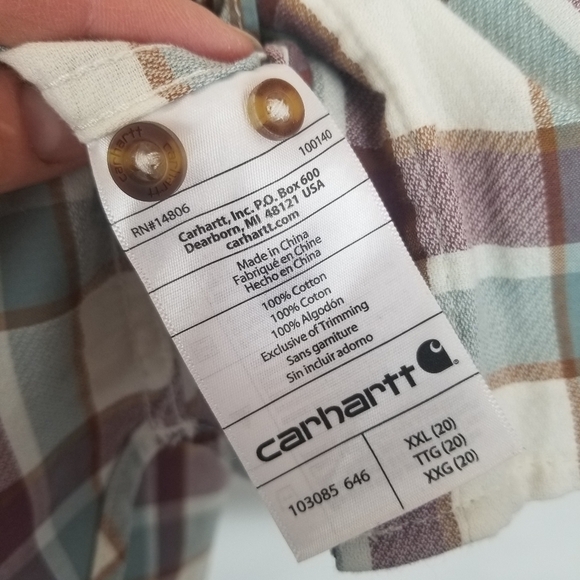 carhartt
RN#14806
100140
Carhartt, Inc. P.O. Box 600
Dearborn, MI 48121 USA
carhartt.com
Made in China
Fabriqué en Chine
Hecho en China
100% Cotton
100% Coton
100% Algodón
Exclusive of Trimming
Sans garniture
Sin incluir adorno
carhartt
103085 646
XXL (20)
TTG (20)
XXG (20)